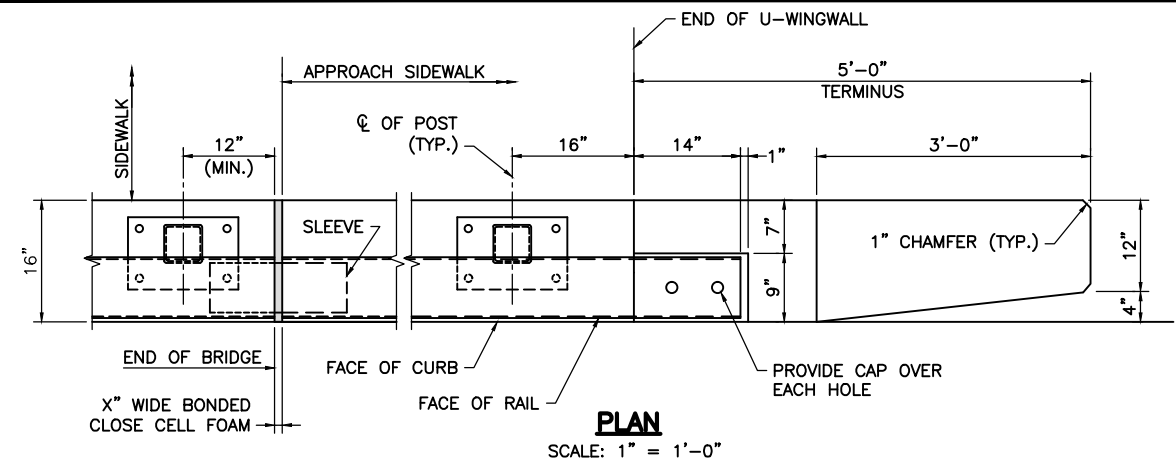 END OF U-WINGWALL
APPROACH SIDEWALK
5'-0"
TERMINUS
SIDEWALK
℄ OF POST
(TYP.)
12"
(MIN.)
16"
14"
1"
3'-0"
16"
SLEEVE
7"
9"
1" CHAMFER (TYP.)
12"
4"
END OF BRIDGE
FACE OF CURB
PROVIDE CAP OVER
EACH HOLE
X" WIDE BONDED
CLOSE CELL FOAM
FACE OF RAIL
PLAN
SCALE: 1" = 1'-0"